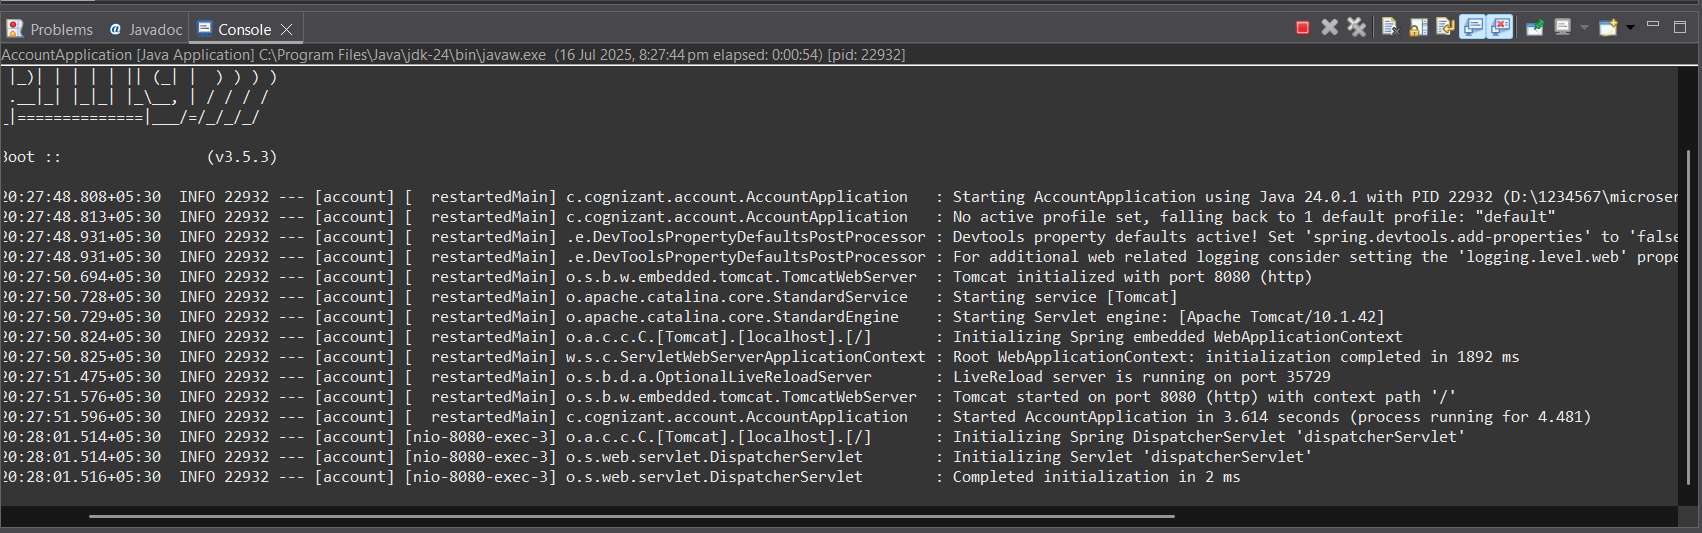 Problems @ Javadoc Console
AccountApplication [Java Application] C:\Program Files\Java\jdk-24\bin\javaw.exe (16 Jul 2025, 8:27:44 pm elapsed: 0:00:54) [pid: 22932]
|_)| | | | | || (_| |  ) ) ) )
.__|_| |_|_| |_\__, | / / / /
_|==============|___/=/_/_/_/
Boot ::                (v3.5.3)
20:27:48.808+05:30  INFO 22932 --- [account] [  restartedMain] c.cognizant.account.AccountApplication   : Starting AccountApplication using Java 24.0.1 with PID 22932 (D:\1234567\microser
20:27:48.813+05:30  INFO 22932 --- [account] [  restartedMain] c.cognizant.account.AccountApplication   : No active profile set, falling back to 1 default profile: "default"
20:27:48.931+05:30  INFO 22932 --- [account] [  restartedMain] .e.DevToolsPropertyDefaultsPostProcessor : Devtools property defaults active! Set 'spring.devtools.add-properties' to 'false
20:27:48.931+05:30  INFO 22932 --- [account] [  restartedMain] .e.DevToolsPropertyDefaultsPostProcessor : For additional web related logging consider setting the 'logging.level.web' prope
20:27:50.694+05:30  INFO 22932 --- [account] [  restartedMain] o.s.b.w.embedded.tomcat.TomcatWebServer  : Tomcat initialized with port 8080 (http)
20:27:50.728+05:30  INFO 22932 --- [account] [  restartedMain] o.apache.catalina.core.StandardService   : Starting service [Tomcat]
20:27:50.729+05:30  INFO 22932 --- [account] [  restartedMain] o.apache.catalina.core.StandardEngine    : Starting Servlet engine: [Apache Tomcat/10.1.42]
20:27:50.824+05:30  INFO 22932 --- [account] [  restartedMain] o.a.c.c.C.[Tomcat].[localhost].[/]       : Initializing Spring embedded WebApplicationContext
20:27:50.825+05:30  INFO 22932 --- [account] [  restartedMain] w.s.c.ServletWebServerApplicationContext : Root WebApplicationContext: initialization completed in 1892 ms
20:27:51.475+05:30  INFO 22932 --- [account] [  restartedMain] o.s.b.d.a.OptionalLiveReloadServer       : LiveReload server is running on port 35729
20:27:51.576+05:30  INFO 22932 --- [account] [  restartedMain] o.s.b.w.embedded.tomcat.TomcatWebServer  : Tomcat started on port 8080 (http) with context path '/'
20:27:51.596+05:30  INFO 22932 --- [account] [  restartedMain] c.cognizant.account.AccountApplication   : Started AccountApplication in 3.614 seconds (process running for 4.481)
20:28:01.514+05:30  INFO 22932 --- [account] [nio-8080-exec-3] o.a.c.c.C.[Tomcat].[localhost].[/]       : Initializing Spring DispatcherServlet 'dispatcherServlet'
20:28:01.514+05:30  INFO 22932 --- [account] [nio-8080-exec-3] o.s.web.servlet.DispatcherServlet        : Initializing Servlet 'dispatcherServlet'
20:28:01.516+05:30  INFO 22932 --- [account] [nio-8080-exec-3] o.s.web.servlet.DispatcherServlet        : Completed initialization in 2 ms